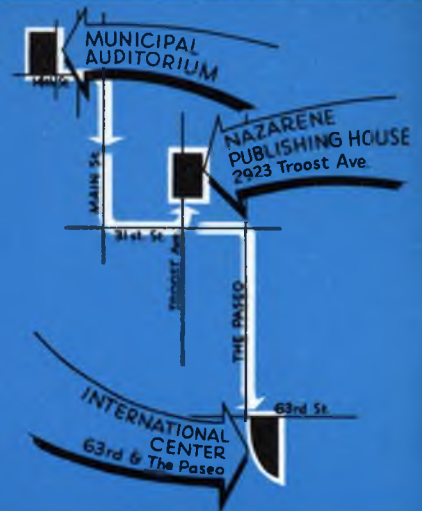 MUNICIPAL
AUDITORIUM
NAZARENE
PUBLISHING HOUSE
2923 Troost Ave.
MAIN St.
31st. St.
TROOST Ave.
THE PASEO
63rd St.
INTERNATIONAL
CENTER
63rd & The Paseo